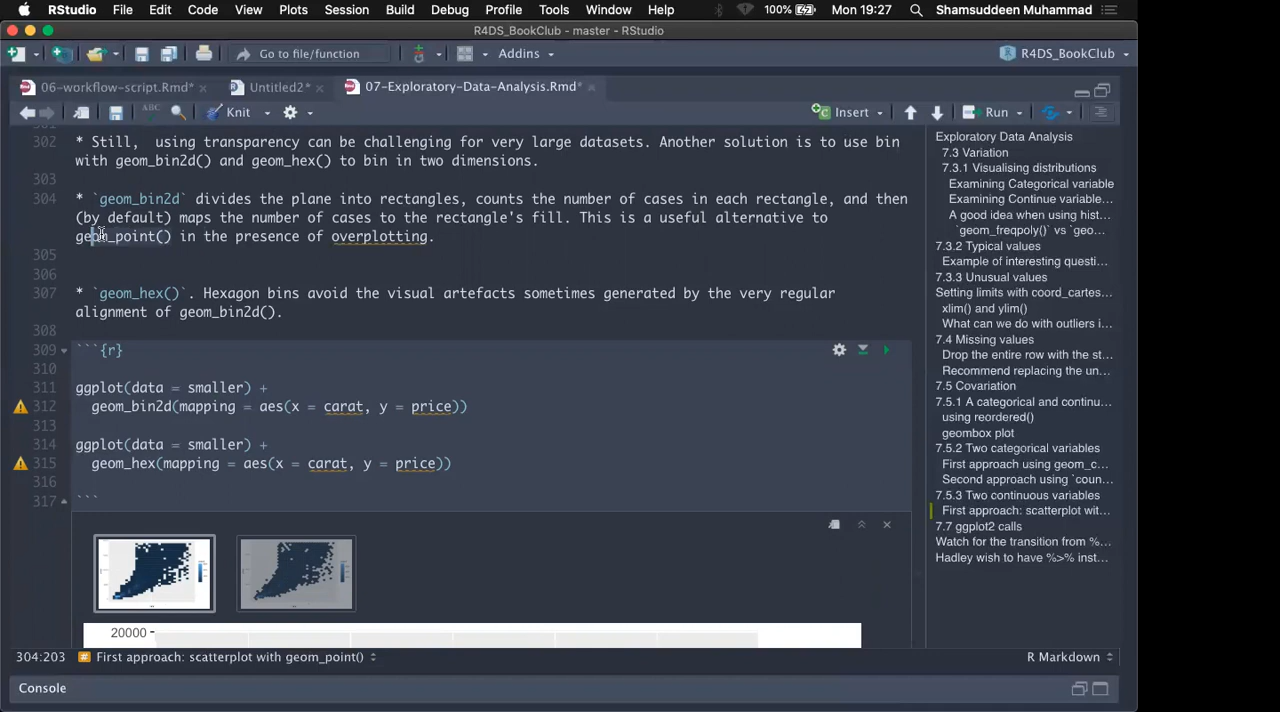 RStudio File Edit Code View Plots Session Build Debug Profile Tools Window Help 100% Mon 19:27 Shamsuddeen Muhammad
R4DS_BookClub - master - RStudio
Go to file/function Addins R4DS_BookClub
06-workflow-script.Rmd* Untitled2* 07-Exploratory-Data-Analysis.Rmd*
ABC Knit Insert Run
301
302 * Still,  using transparency can be challenging for very large datasets. Another solution is to use bin
with geom_bin2d() and geom_hex() to bin in two dimensions.
303
304 * `geom_bin2d` divides the plane into rectangles, counts the number of cases in each rectangle, and then
(by default) maps the number of cases to the rectangle's fill. This is a useful alternative to
geom_point() in the presence of overplotting.
305
306
307 * `geom_hex()`. Hexagon bins avoid the visual artefacts sometimes generated by the very regular
alignment of geom_bin2d().
308
309 ```{r}
310
311 ggplot(data = smaller) +
312 geom_bin2d(mapping = aes(x = carat, y = price))
313
314 ggplot(data = smaller) +
315 geom_hex(mapping = aes(x = carat, y = price))
316
317 ```
20000
304:203 # First approach: scatterplot with geom_point() R Markdown
Console
Exploratory Data Analysis
7.3 Variation
7.3.1 Visualising distributions
Examining Categorical variable
Examining Continue variable...
A good idea when using hist...
`geom_freqpoly()` vs `geo...
7.3.2 Typical values
Example of interesting questi...
7.3.3 Unusual values
Setting limits with coord_cartes...
xlim() and ylim()
What can we do with outliers i...
7.4 Missing values
Drop the entire row with the st...
Recommend replacing the un...
7.5 Covariation
7.5.1 A categorical and continu...
using reordered()
geombox plot
7.5.2 Two categorical variables
First approach using geom_c...
Second approach using `coun...
7.5.3 Two continuous variables
First approach: scatterplot wit...
7.7 ggplot2 calls
Watch for the transition from %...
Hadley wish to have %>% inst...